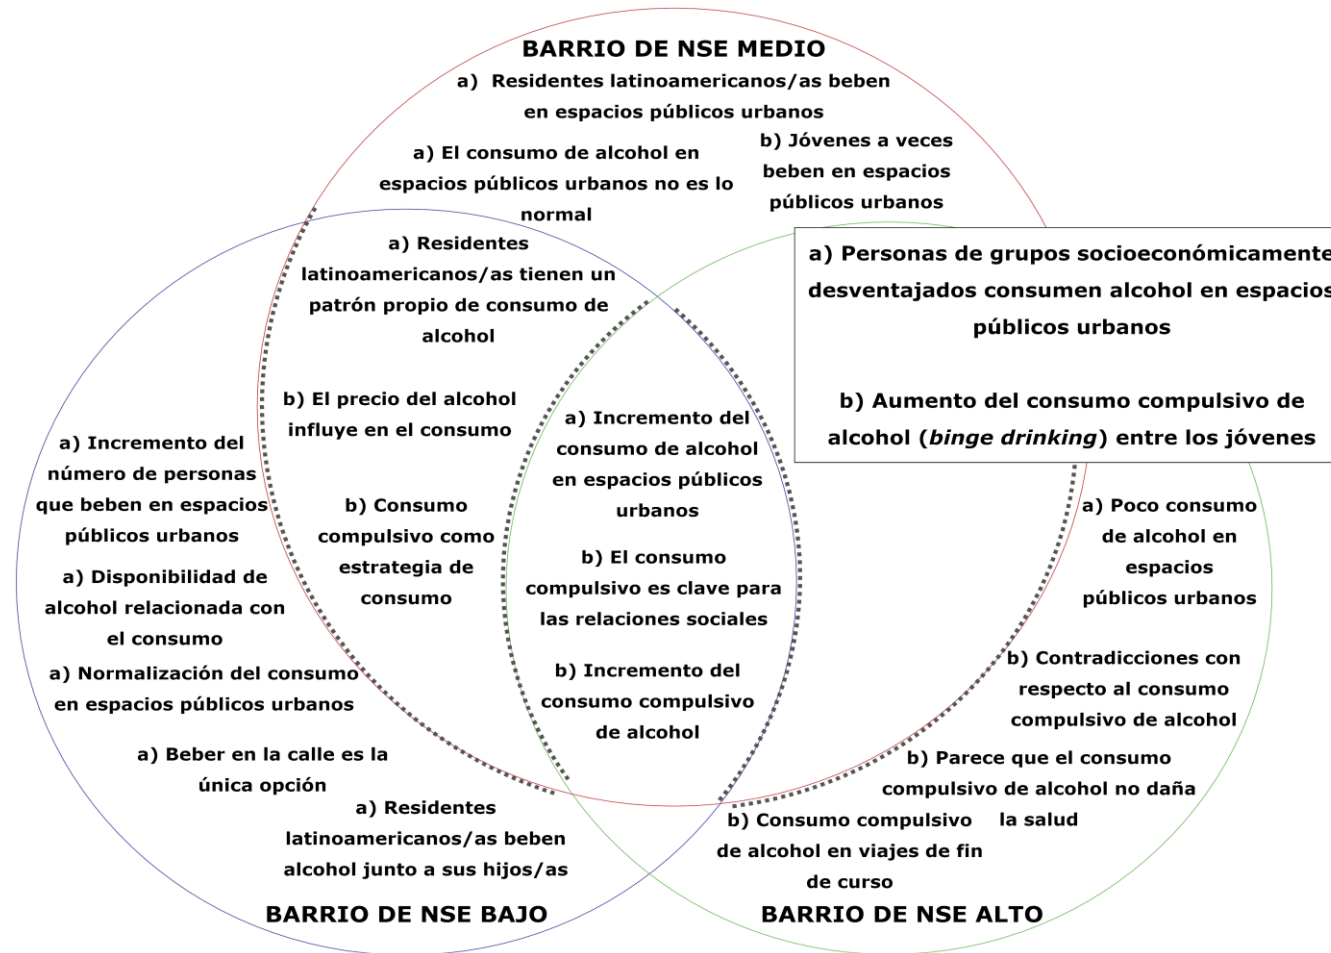 BARRIO DE NSE MEDIO
a) Residentes latinoamericanos/as beben
en espacios públicos urbanos
a) El consumo de alcohol en
espacios públicos urbanos no es lo
normal
b) Jóvenes a veces
beben en espacios
públicos urbanos
a) Residentes
latinoamericanos/as tienen un
patrón propio de consumo de
alcohol
b) El precio del alcohol
influye en el consumo
b) Consumo
compulsivo como
estrategia de
consumo
a) Personas de grupos socioeconómicamente
desventajados consumen alcohol en espacios
públicos urbanos
b) Aumento del consumo compulsivo de
alcohol (binge drinking) entre los jóvenes
a) Incremento del
consumo de alcohol
en espacios públicos
urbanos
b) El consumo
compulsivo es clave para
las relaciones sociales
b) Incremento del
consumo compulsivo
de alcohol
a) Incremento del
número de personas
que beben en espacios
públicos urbanos
a) Disponibilidad de
alcohol relacionada con
el consumo
a) Normalización del consumo
en espacios públicos urbanos
a) Beber en la calle es la
única opción
a) Residentes
latinoamericanos/as beben
alcohol junto a sus hijos/as
BARRIO DE NSE BAJO
a) Poco consumo
de alcohol en
espacios
públicos urbanos
b) Contradicciones con
respecto al consumo
compulsivo de alcohol
b) Parece que el consumo
compulsivo de alcohol no daña
la salud
b) Consumo compulsivo
de alcohol en viajes de fin
de curso
BARRIO DE NSE ALTO